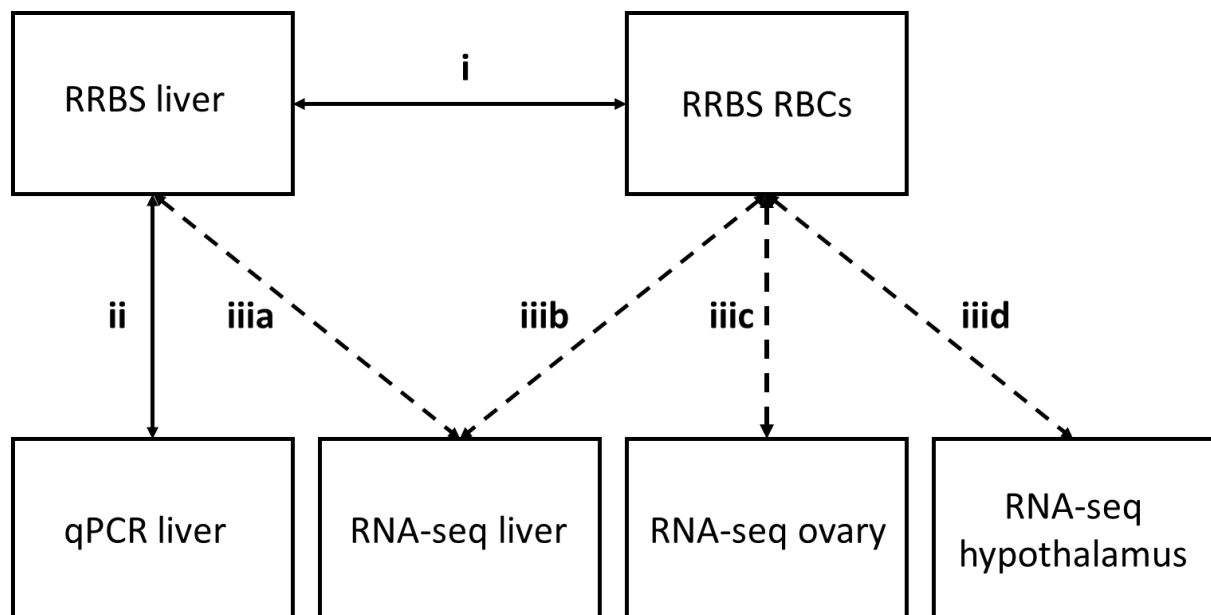 i
RRBS liver
RRBS RBCs
ii
iiia
iiib
iiic
iiid
qPCR liver
RNA-seq liver
RNA-seq ovary
RNA-seq
hypothalamus